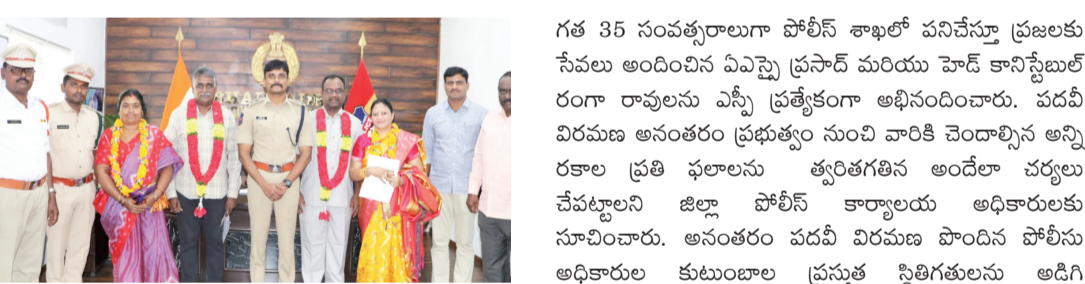 గత 35 సంవత్సరాలుగా పోలీస్ శాఖలో పనిచేస్తూ ప్రజలకు
సేవలు అందించిన ఏఎస్సై ప్రసాద్ మరియు హెడ్ కానిస్టేబుల్
రంగా రావులను ఎస్పీ ప్రత్యేకంగా అభినందించారు. పదవీ
విరమణ అనంతరం ప్రభుత్వం నుంచి వారికి చెందాల్సిన అన్ని
రకాల ప్రతి ఫలాలను త్వరితగతిన అందేలా చర్యలు
చేపట్టాలని జిల్లా పోలీస్ కార్యాలయ అధికారులకు
సూచించారు. అనంతరం పదవీ విరమణ పొందిన పోలీసు
అధికారుల కుటుంబాల ప్రస్తుత స్థితిగతులను అడిగి